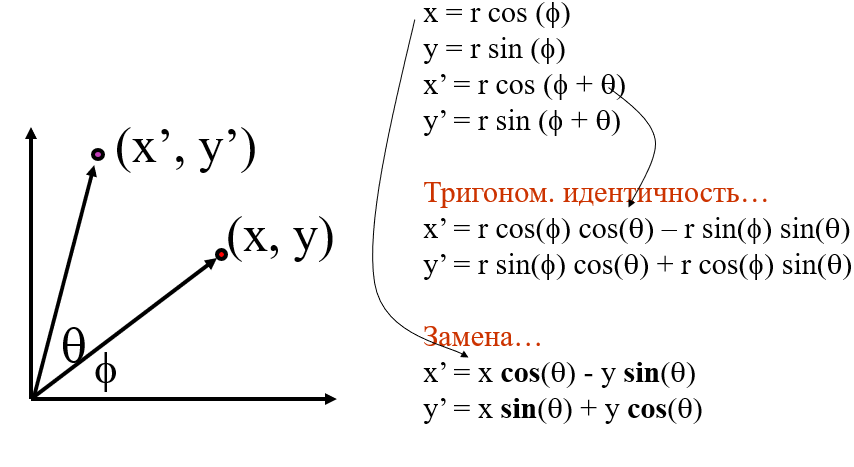 x = r cos (ϕ)
y = r sin (ϕ)
x’ = r cos (ϕ + θ)
y’ = r sin (ϕ + θ)
(x’, y’)
(x, y)
θ
ϕ
Тригоном. идентичность…
x’ = r cos(ϕ) cos(θ) – r sin(ϕ) sin(θ)
y’ = r sin(ϕ) cos(θ) + r cos(ϕ) sin(θ)
Замена…
x’ = x cos(θ) - y sin(θ)
y’ = x sin(θ) + y cos(θ)